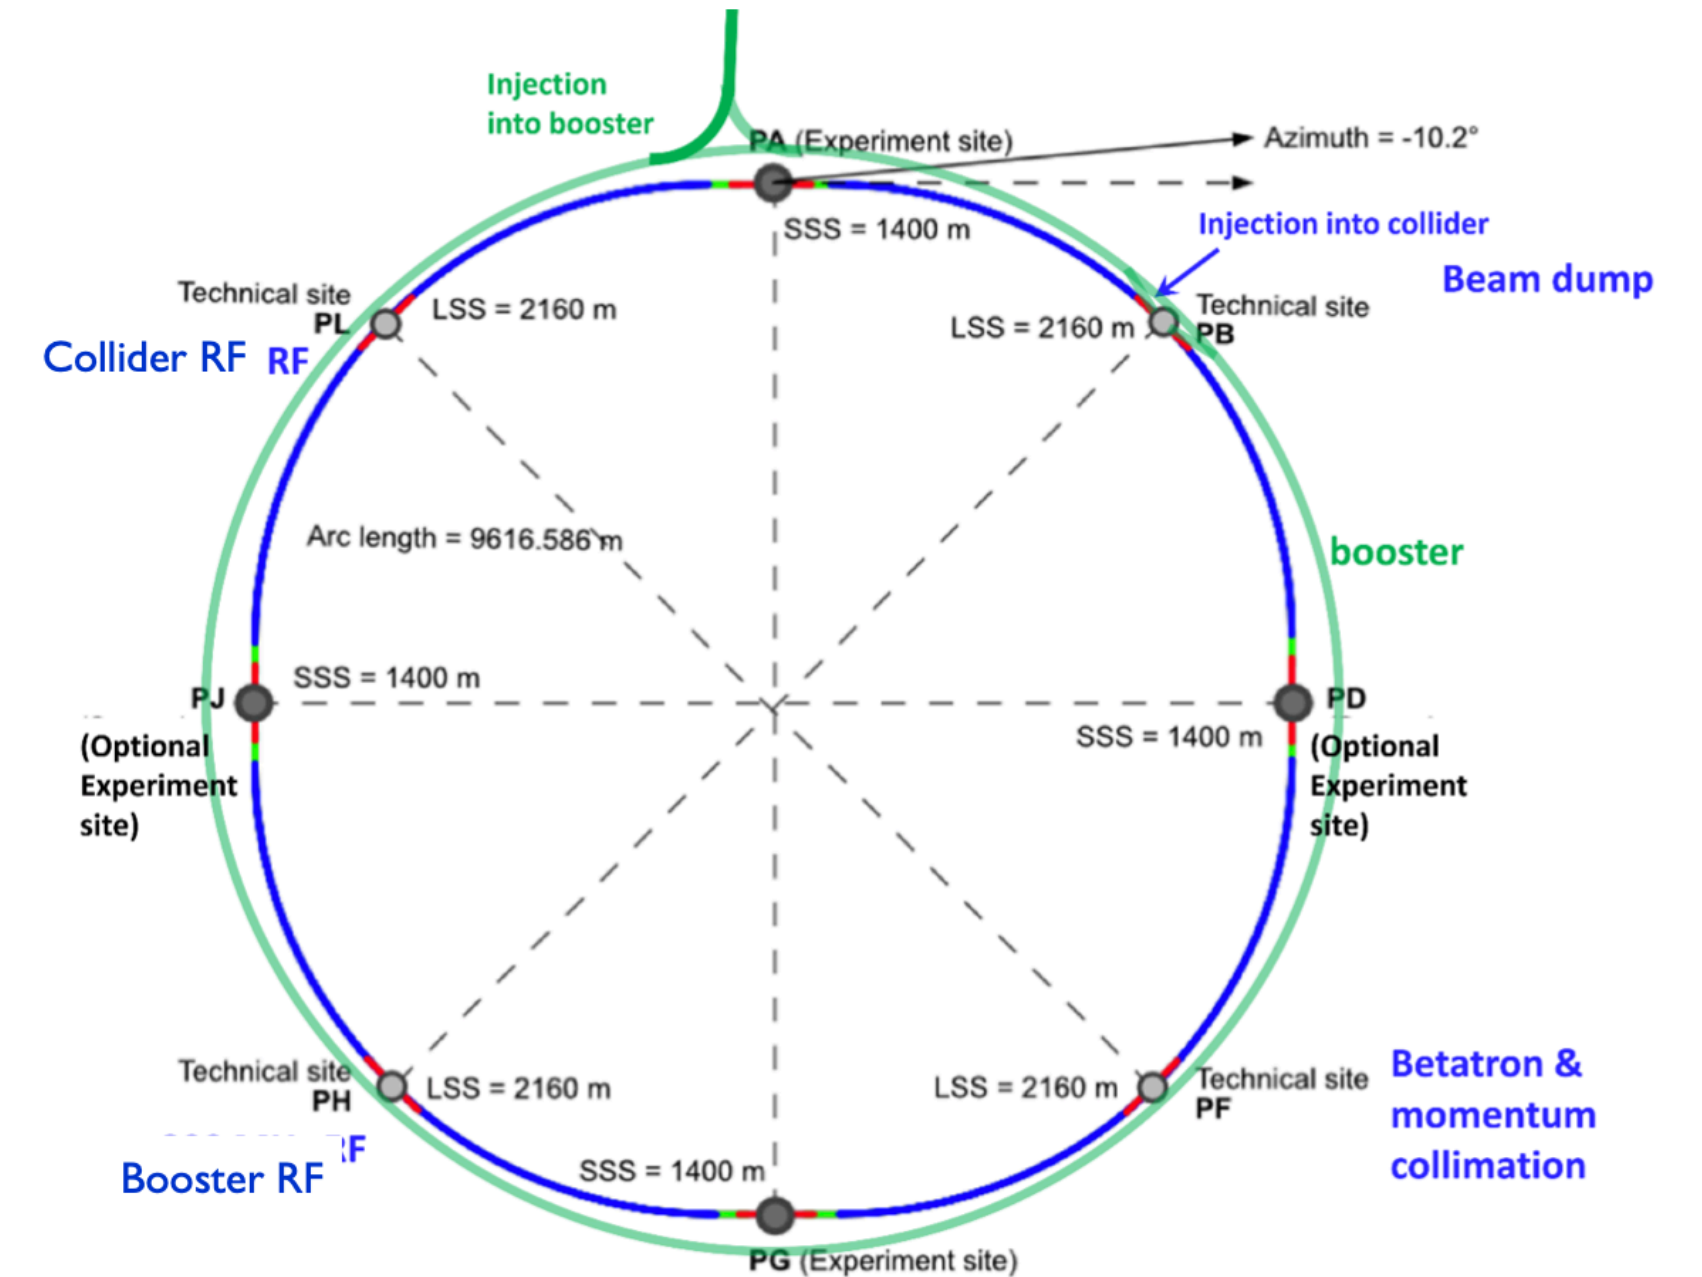 Injection
into booster
PA (Experiment site)
Azimuth = -10.2°
SSS = 1400 m
Injection into collider
Beam dump
Technical site
PL
LSS = 2160 m
Collider RF RF
LSS = 2160 m
Technical site
PB
Arc length = 9616.586 m
booster
PJ
SSS = 1400 m
(Optional
Experiment
site)
PD
SSS = 1400 m
(Optional
Experiment
site)
Technical site
PH
LSS = 2160 m
RF
Booster RF
LSS = 2160 m
Technical site
PF
Betatron &
momentum
collimation
SSS = 1400 m
PG (Experiment site)